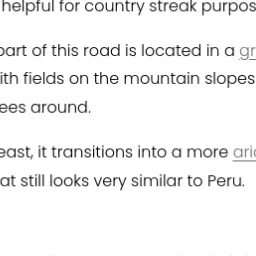 helpful for country streak purpos
part of this road is located in a gr
ith fields on the mountain slopes
ees around.
east, it transitions into a more ari
at still looks very similar to Peru.